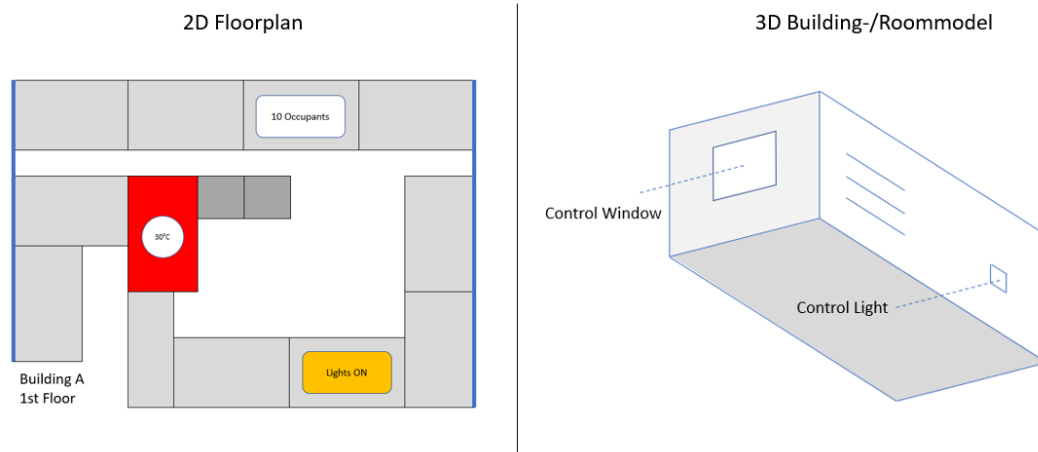 2D Floorplan
10 Occupants
30°C
Lights ON
Building A
1st Floor
3D Building-/Roommodel
Control Window
Control Light